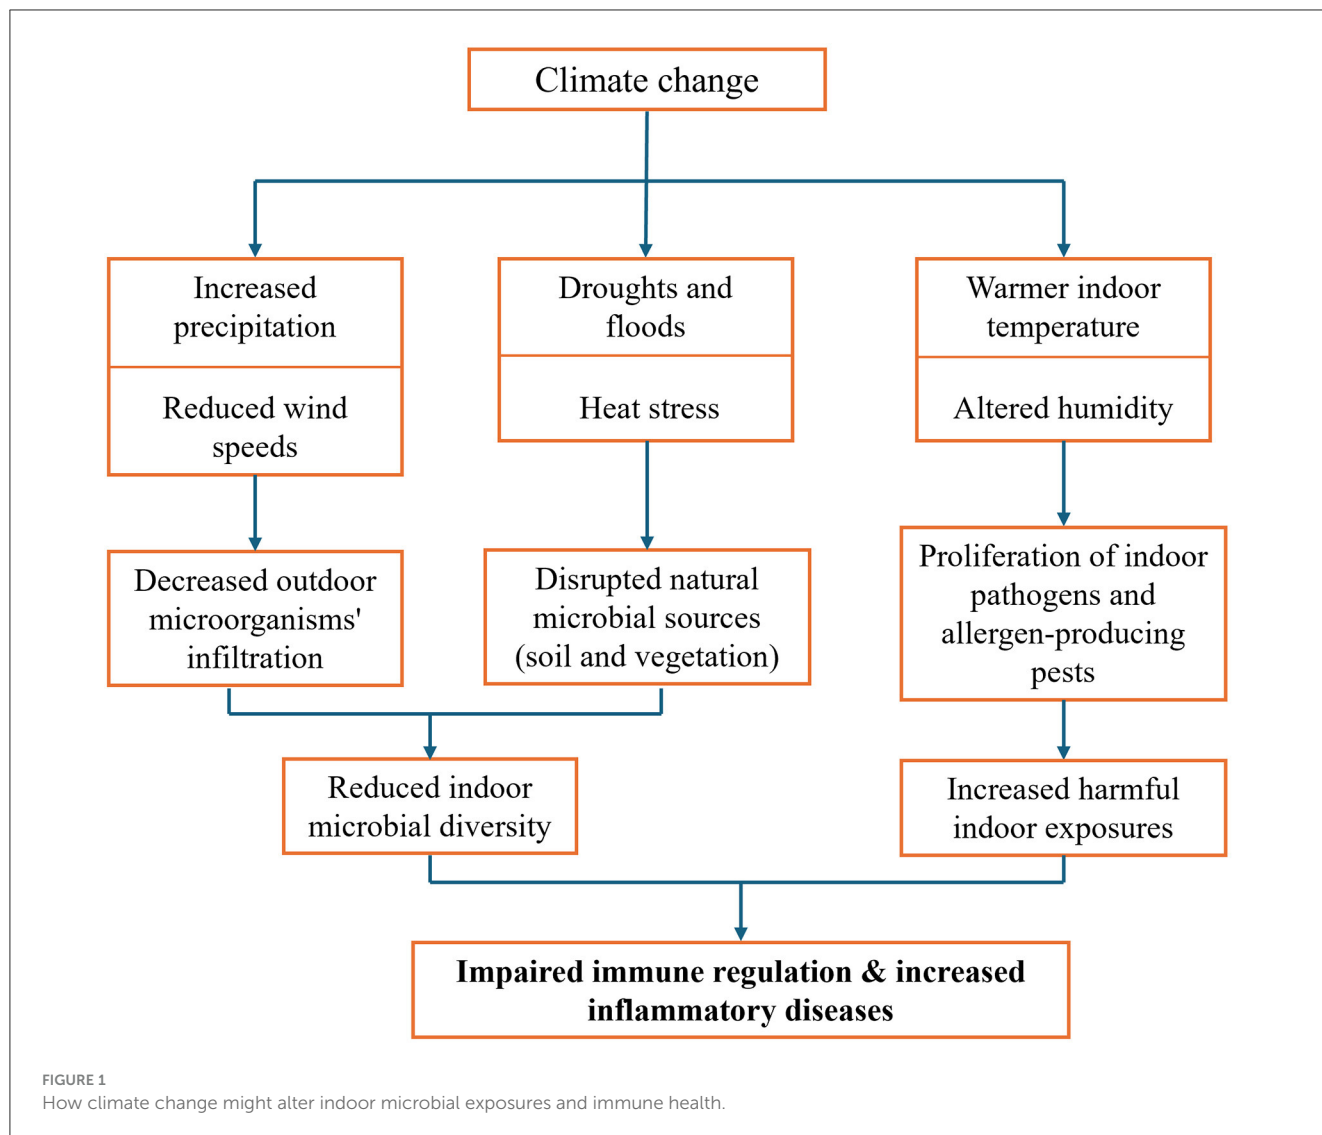 Climate change
Increased
precipitation
Reduced wind
speeds
Droughts and
floods
Heat stress
Warmer indoor
temperature
Altered humidity
Decreased outdoor
microorganisms'
infiltration
Disrupted natural
microbial sources
(soil and vegetation)
Proliferation of indoor
pathogens and
allergen-producing
pests
Reduced indoor
microbial diversity
Increased harmful
indoor exposures
Impaired immune regulation & increased
inflammatory diseases
FIGURE 1
How climate change might alter indoor microbial exposures and immune health.